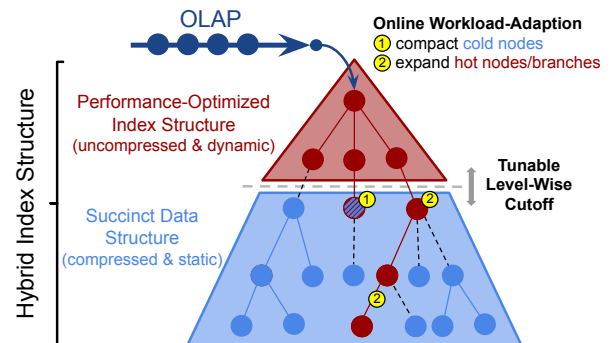 OLAP
Online Workload-Adaption
1 compact cold nodes
2 expand hot nodes/branches
Performance-Optimized
Index Structure
(uncompressed & dynamic)
Hybrid Index Structure
Tunable
Level-Wise
Cutoff
1
2
Succinct Data
Structure
(compressed & static)
2